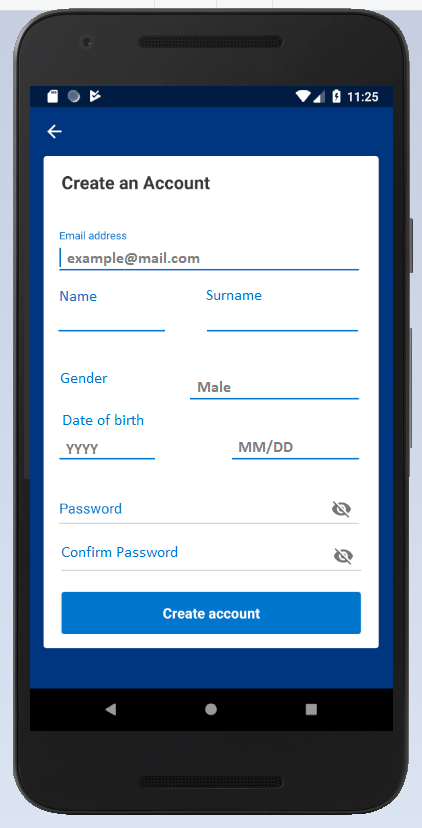 11:25
Create an Account
Email address
example@mail.com
Name Surname
Gender Male
Date of birth
YYYY MM/DD
Password
Confirm Password
Create account